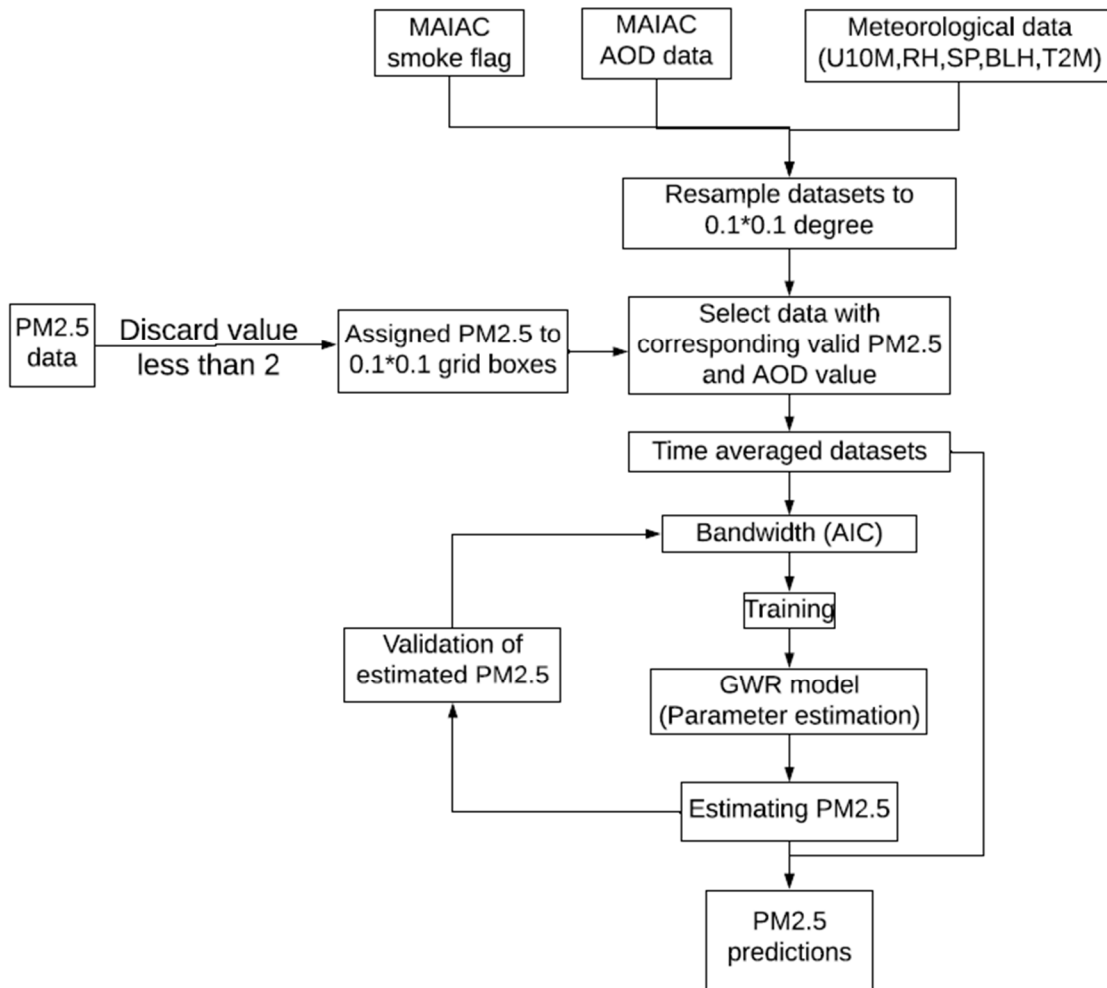 MAIAC
smoke flag
MAIAC
AOD data
Meteorological data
(U10M,RH,SP,BLH,T2M)
Resample datasets to
0.1*0.1 degree
PM2.5
data
Discard value
less than 2
Assigned PM2.5 to
0.1*0.1 grid boxes
Select data with
corresponding valid PM2.5
and AOD value
Time averaged datasets
Bandwidth (AIC)
Training
Validation of
estimated PM2.5
GWR model
(Parameter estimation)
Estimating PM2.5
PM2.5
predictions